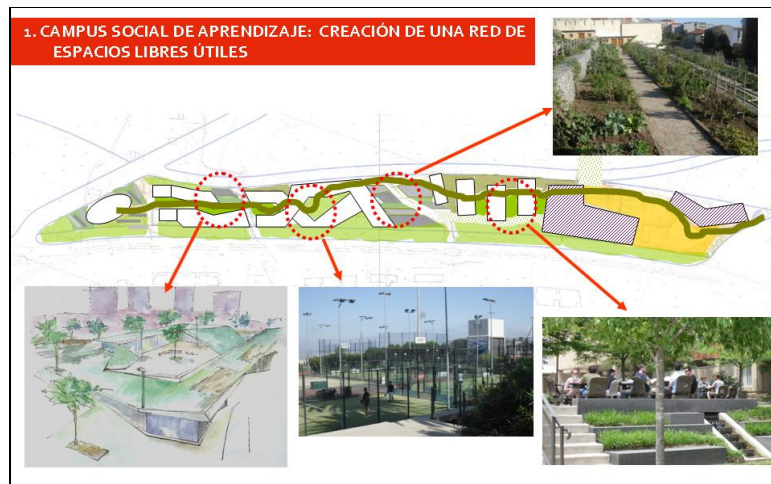 1. CAMPUS SOCIAL DE APRENDIZAJE: CREACIÓN DE UNA RED DE
ESPACIOS LIBRES ÚTILES